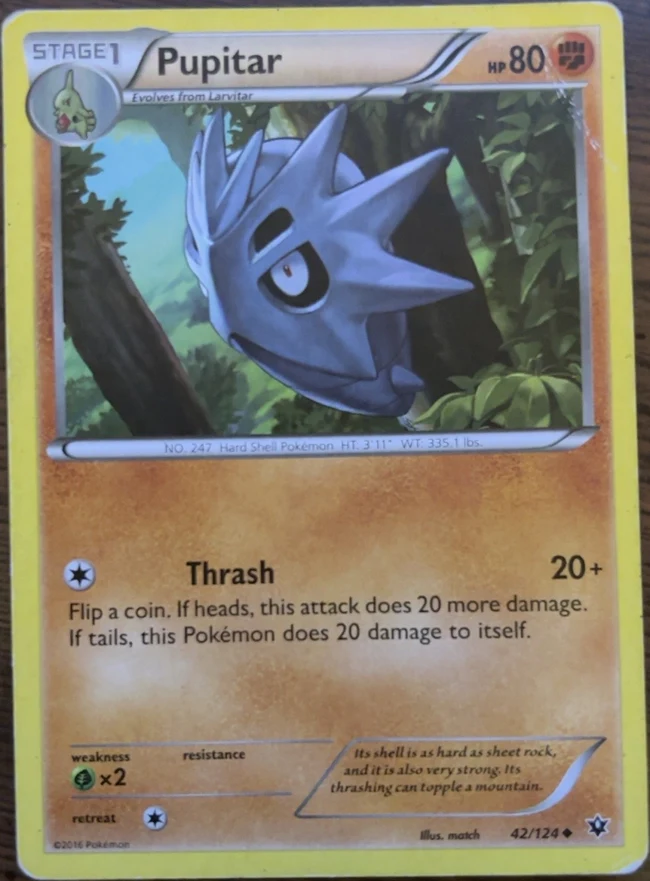 STAGE1
Pupitar
HP80
Evolves from Larvitar
NO. 247 Hard Shell Pokémon HT: 3'11" WT: 335.1 lbs.
Thrash 20+
Flip a coin. If heads, this attack does 20 more damage.
If tails, this Pokémon does 20 damage to itself.
weakness resistance
×2
retreat
Its shell is as hard as sheet rock,
and it is also very strong. Its
thrashing can topple a mountain.
Illus. match 42/124
©2016 Pokémon